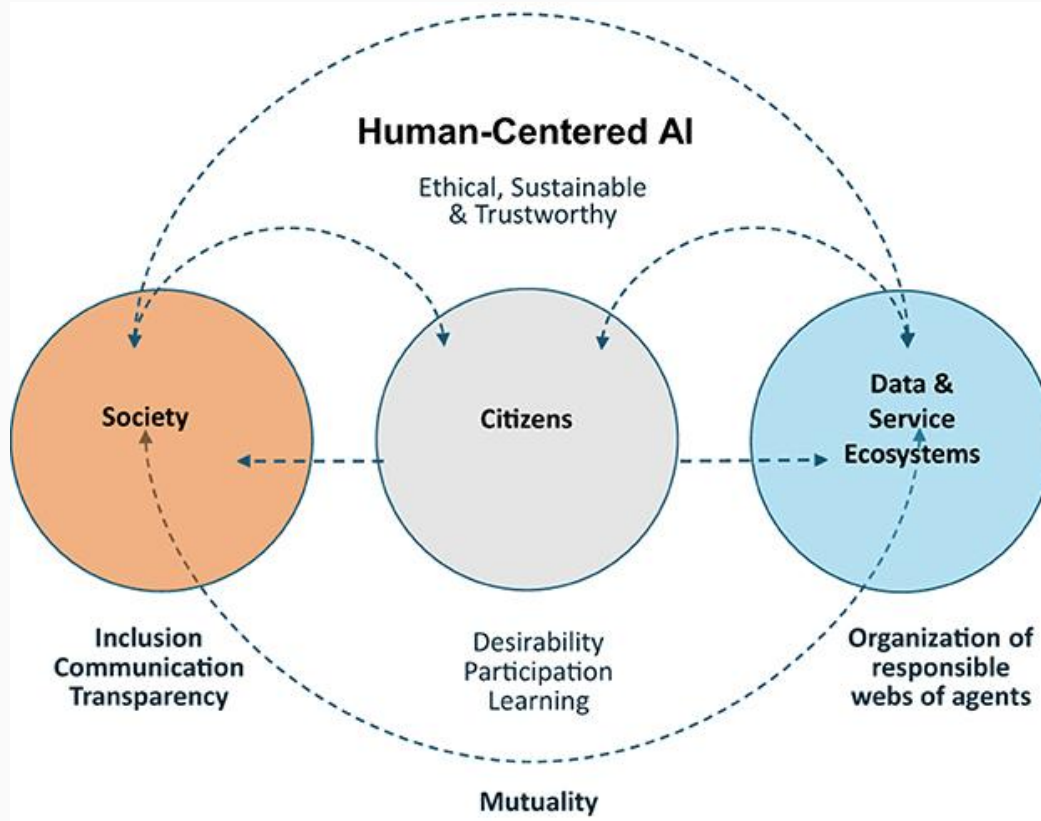 Human-Centered AI
Ethical, Sustainable
& Trustworthy
Society
Citizens
Data &
Service
Ecosystems
Inclusion
Communication
Transparency
Desirability
Participation
Learning
Organization of
responsible
webs of agents
Mutuality